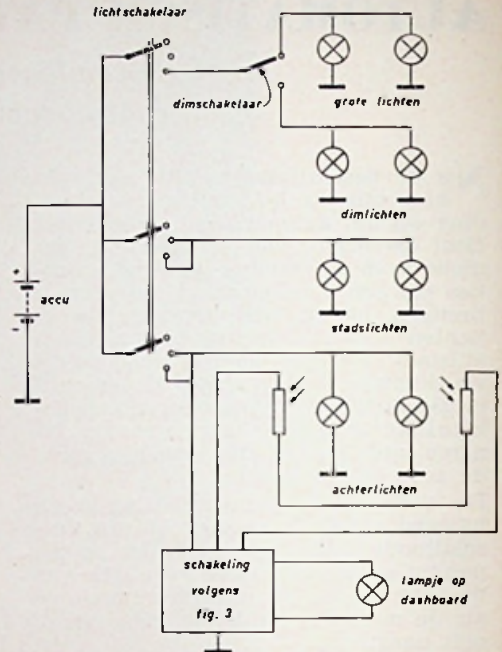 lichtschakelaar
dimschakelaar
grote lichten
dimlichten
+
accu
-
stadslichten
achterlichten
schakeling
volgens
fig. 3
lampje op
dashboard